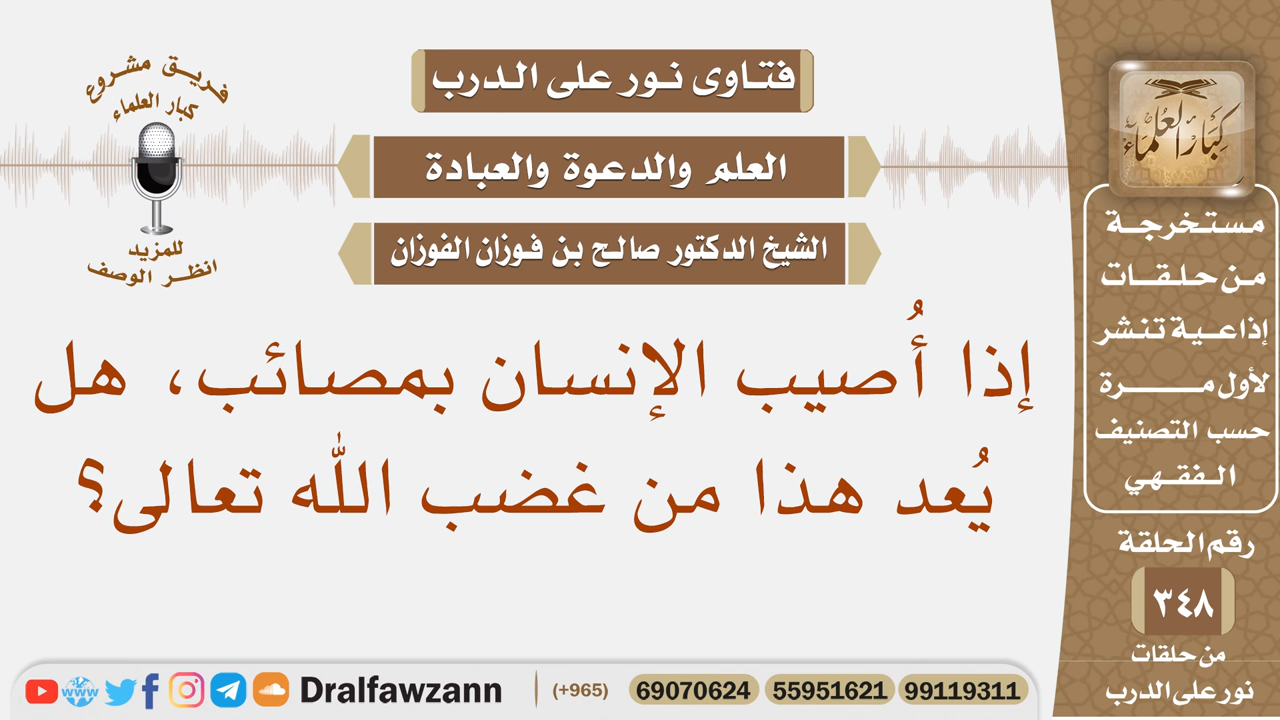 فتاوى نور على الدرب
العلم والدعوة والعبادة
الشيخ الدكتور صالح بن فوزان الفوزان
إذا أُصيب الإنسان بمصائب، هل
يُعد هذا من غضب الله تعالى؟
كبار العلماء
مستخرجة
من حلقات
إذاعية تنشر
لأول مرة
حسب التصنيف
الفقهي
رقم الحلقة
٣٤٨
من حلقات
نور على الدرب
فريق مشروع
كبار العلماء
للمزيد
انظر الوصف
www
Dralfawzann (+965) 69070624 55951621 99119311